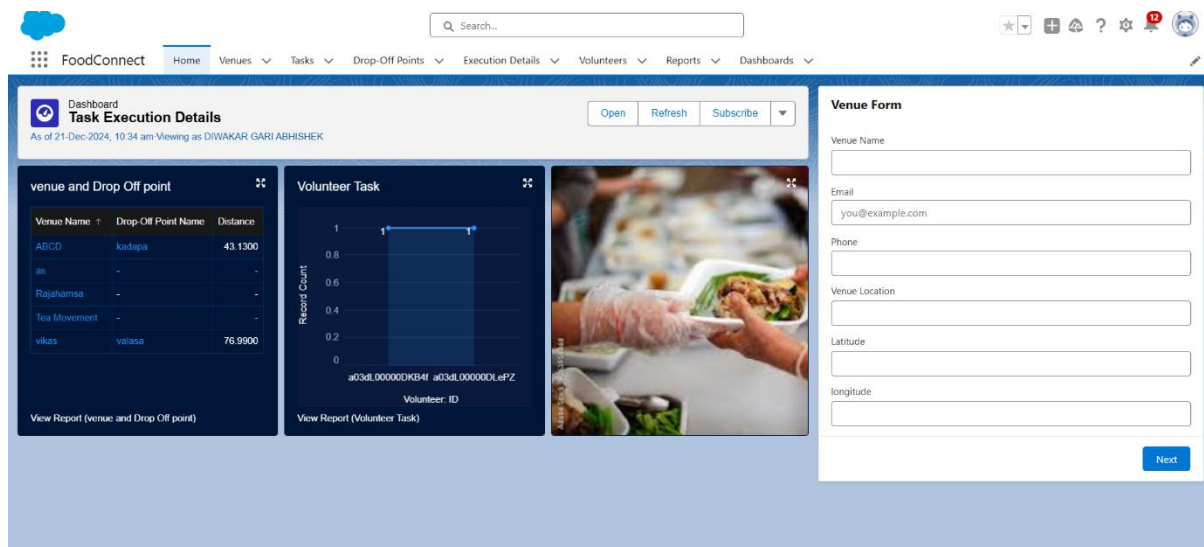 Search...
12
FoodConnect Home Venues Tasks Drop-Off Points Execution Details Volunteers Reports Dashboards
Dashboard
Task Execution Details
As of 21-Dec-2024, 10:34 am·Viewing as DIWAKAR GARI ABHISHEK
Open Refresh Subscribe
venue and Drop Off point
Venue Name ↑ Drop-Off Point Name Distance
ABCD kadapa 43.1300
as - -
Rajahamsa - -
Tea Movement - -
vikas valasa 76.9900
View Report (venue and Drop Off point)
Volunteer Task
Record Count
1
0.8
0.6
0.4
0.2
0
1 1
a03dL00000DKB4f a03dL00000DLePZ
Volunteer: ID
View Report (Volunteer Task)
Venue Form
Venue Name
Email
you@example.com
Phone
Venue Location
Latitude
longitude
Next